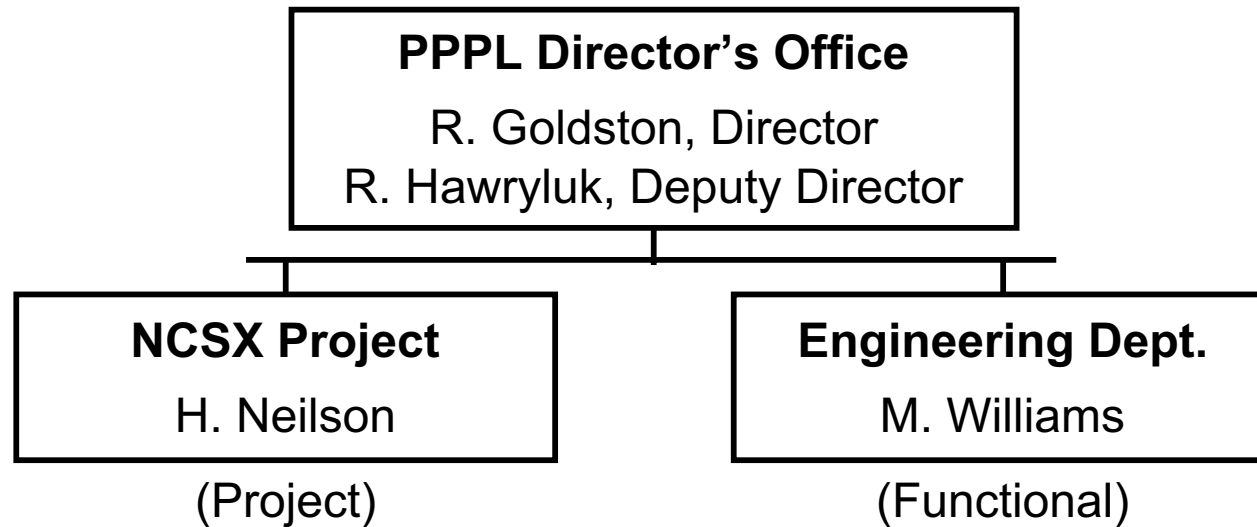 PPPL Director’s Office
R. Goldston, Director
R. Hawryluk, Deputy Director
NCSX Project
H. Neilson
(Project)
Engineering Dept.
M. Williams
(Functional)